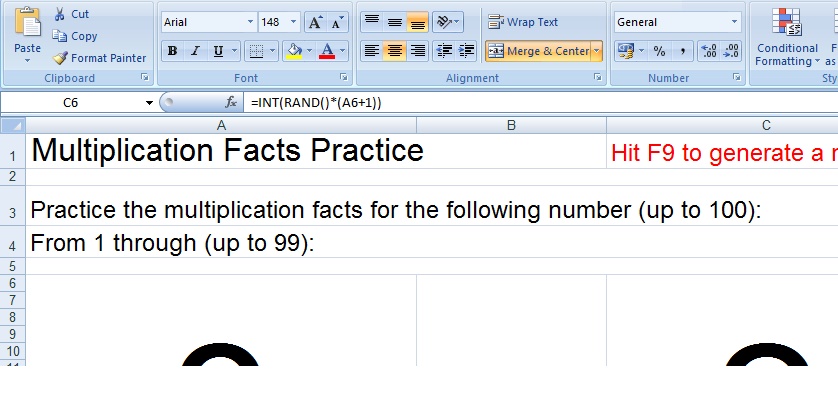 Cut
Copy
Format Painter
Paste
Clipboard
Arial 148 A A
B I U A
Font
Wrap Text
Merge & Center
Alignment
General
% , .00
Number
Conditional
Formatting as
Sty
C6 fx =INT(RAND()*(A6+1))
A B C
1 Multiplication Facts Practice Hit F9 to generate a
2
3 Practice the multiplication facts for the following number (up to 100):
4 From 1 through (up to 99):
5
6
7
8
9
10